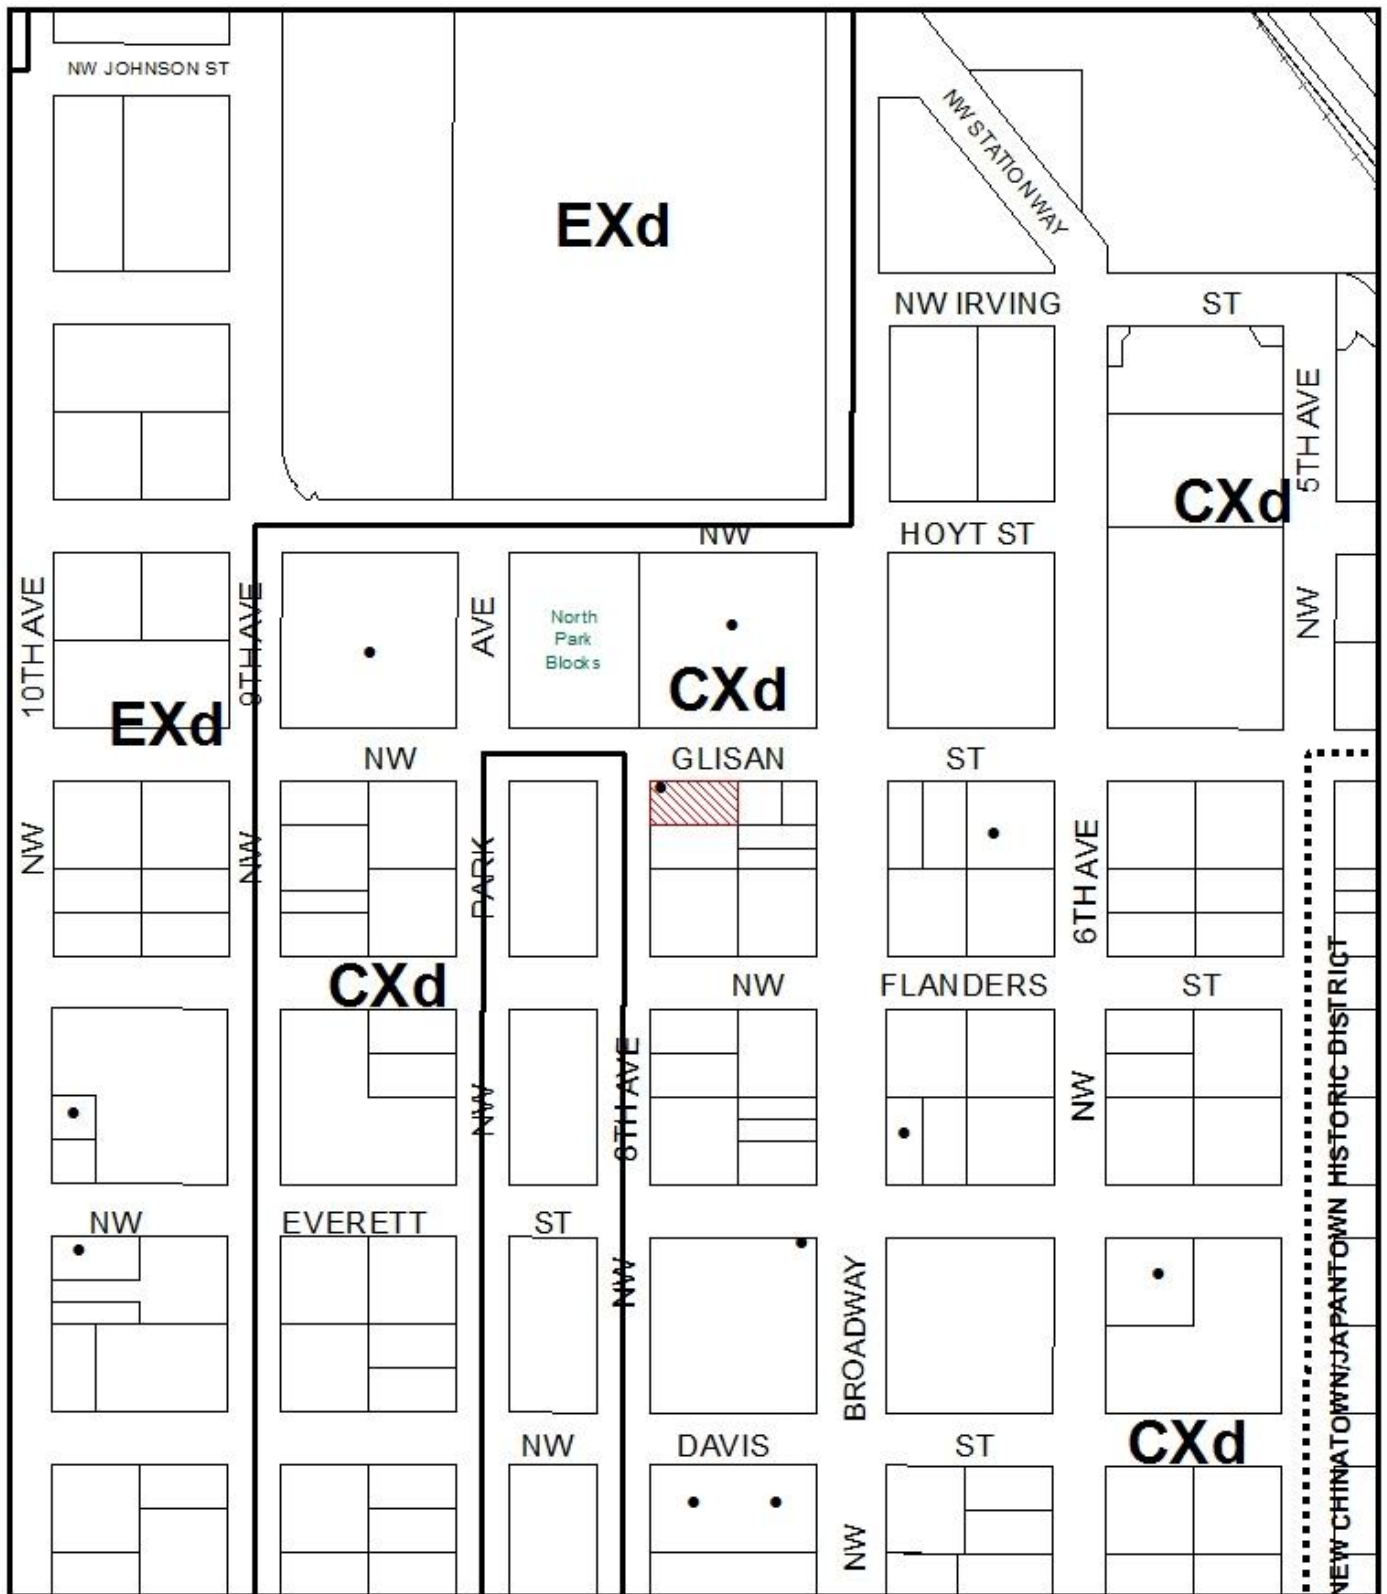 NW JOHNSON ST
NW STATION WAY
EXd
NW IRVING ST
5TH AVE
CXd
NW HOYT ST
10TH AVE
9TH AVE
AVE
North
Park
Blocks
NW
CXd
EXd
NW GLISAN ST
NW
NW
PARK
6TH AVE
CXd
NW FLANDERS ST
NW
8TH AVE
NW
NEW CHINATOWN/JAPANTOWN HISTORIC DISTRICT
NW EVERETT ST
NW
BROADWAY
NW DAVIS ST
CXd
NW